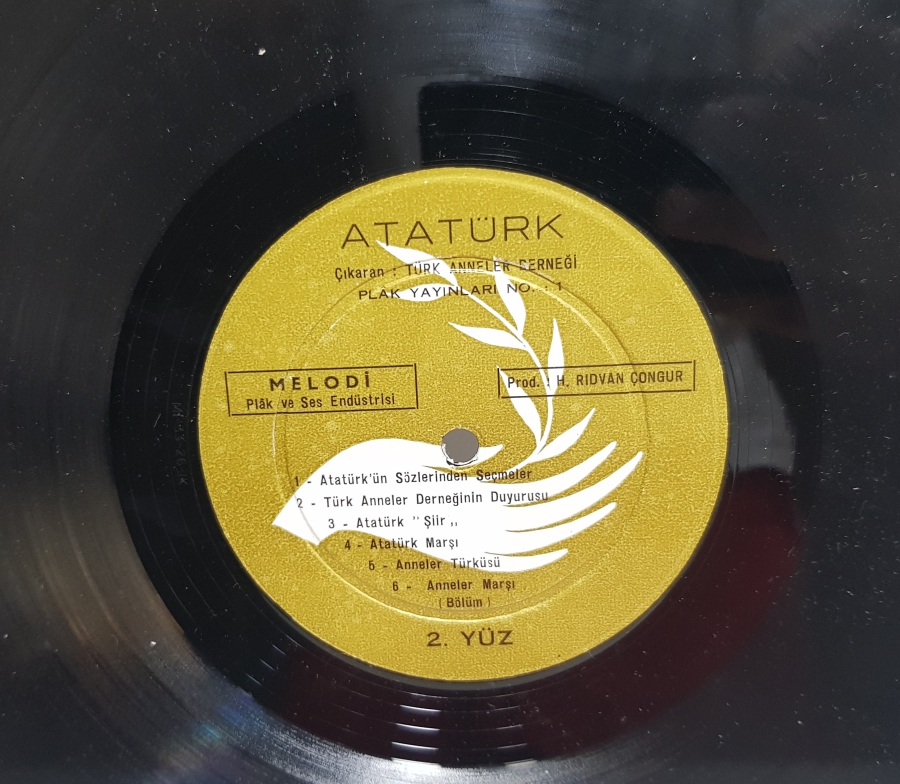 ATATÜRK
Çıkaran : TÜRK ANNELER DERNEĞİ
PLÂK YAYINLARI NO. : 1
MELODİ
Plâk ve Ses Endüstrisi
Prod. : H. RIDVAN ÇONGUR
1 - Atatürk'ün Sözlerinden Seçmeler
2 - Türk Anneler Derneğinin Duyurusu
3 - Atatürk " Şiir „
4 - Atatürk Marşı
5 - Anneler Türküsü
6 - Anneler Marşı
( Bölüm )
2. YÜZ